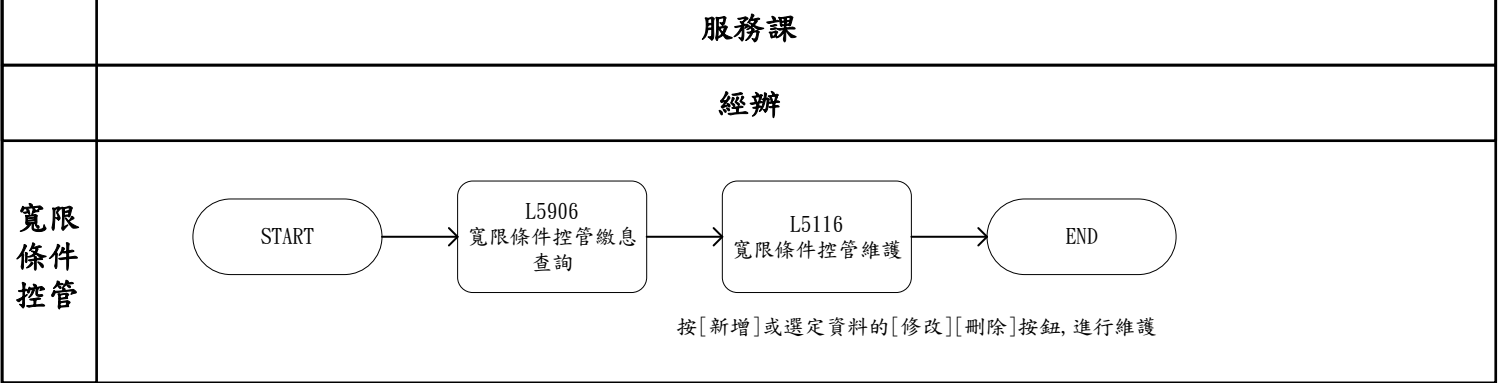 服務課
經辦
寬限
條件
控管
START
L5906
寬限條件控管繳息
查詢
L5116
寬限條件控管維護
END
按[新增]或選定資料的[修改][刪除]按鈕,進行維護